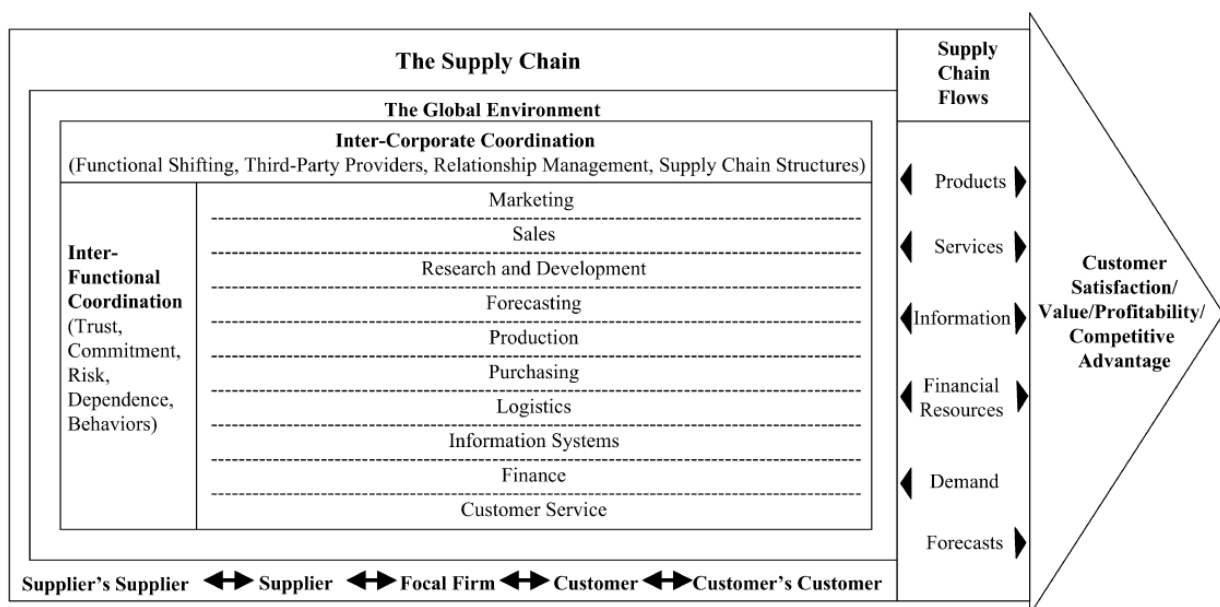 The Supply Chain
Supply
Chain
Flows
The Global Environment
Inter-Corporate Coordination
(Functional Shifting, Third-Party Providers, Relationship Management, Supply Chain Structures)
Inter-
Functional
Coordination
(Trust,
Commitment,
Risk,
Dependence,
Behaviors)
Marketing
Sales
Research and Development
Forecasting
Production
Purchasing
Logistics
Information Systems
Finance
Customer Service
Products
Services
Information
Financial
Resources
Demand
Forecasts
Customer
Satisfaction/
Value/Profitability/
Competitive
Advantage
Supplier's Supplier Supplier Focal Firm Customer Customer's Customer